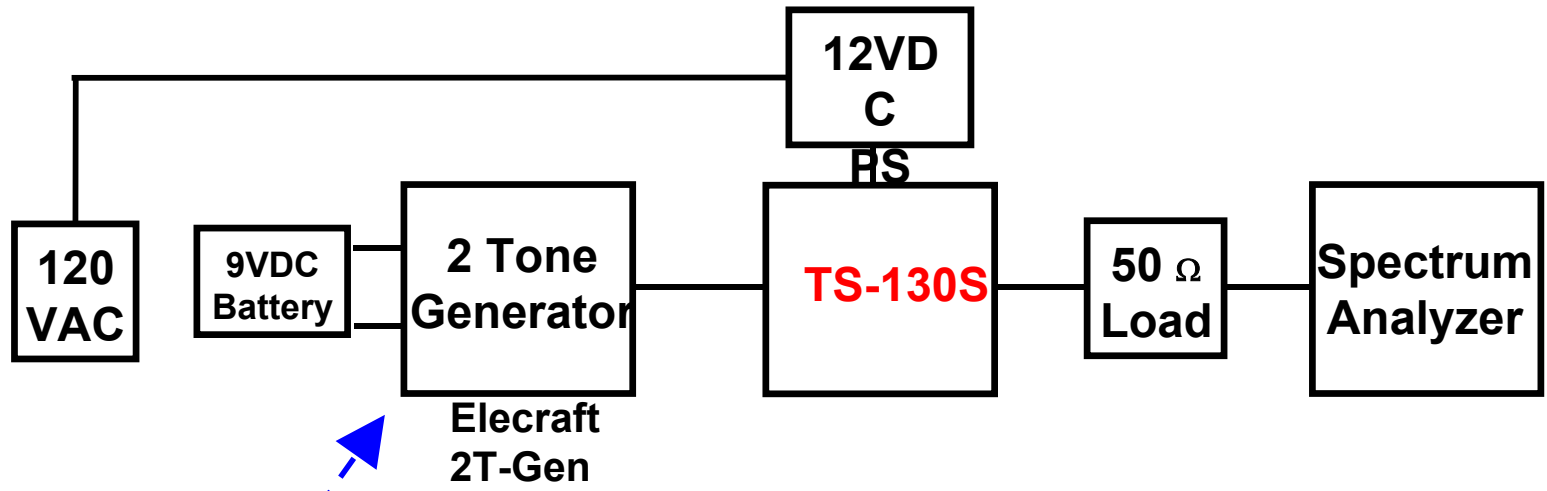 12VD
C
PS
120
VAC
9VDC
Battery
2 Tone
Generator
Elecraft
2T-Gen
TS-130S
50 Ω
Load
Spectrum
Analyzer